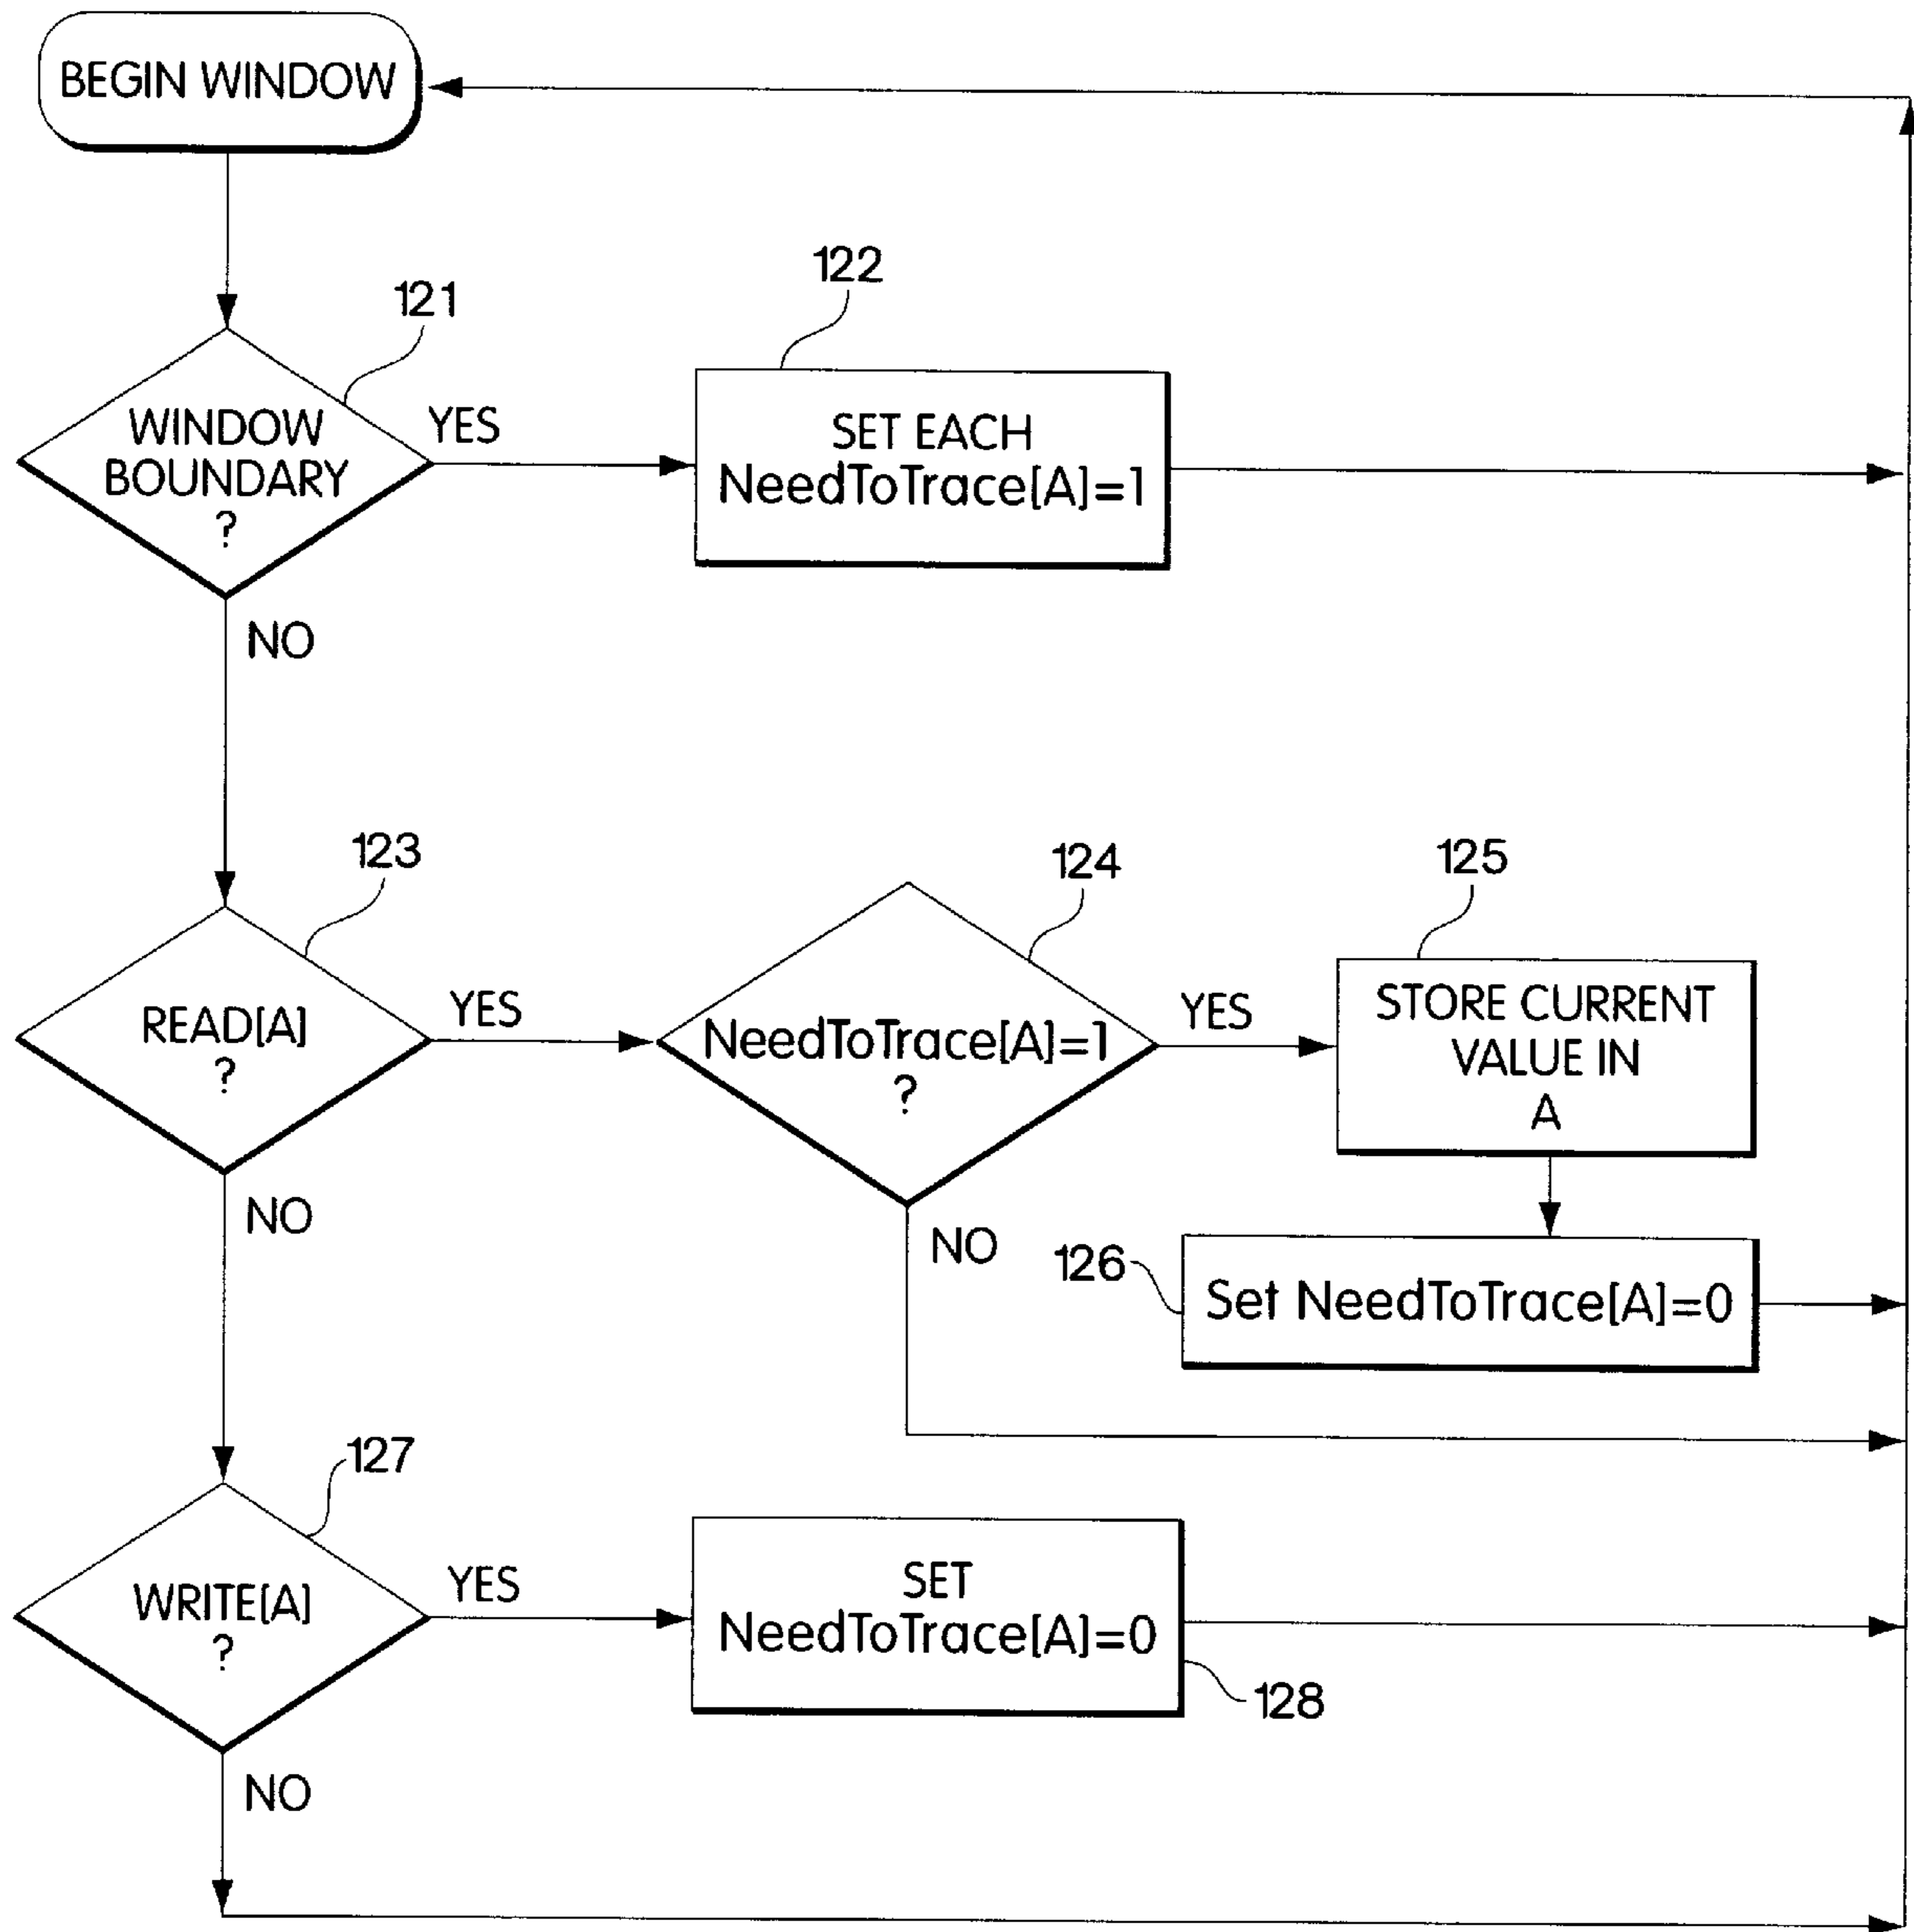 BEGIN WINDOW
121
122
WINDOW
BOUNDARY
?
YES
SET EACH
NeedToTrace[A]=1
NO
123
124
125
READ[A]
?
YES
NeedToTrace[A]=1
?
YES
STORE CURRENT
VALUE IN
A
NO
NO
126
Set NeedToTrace[A]=0
127
WRITE[A]
?
YES
SET
NeedToTrace[A]=0
128
NO